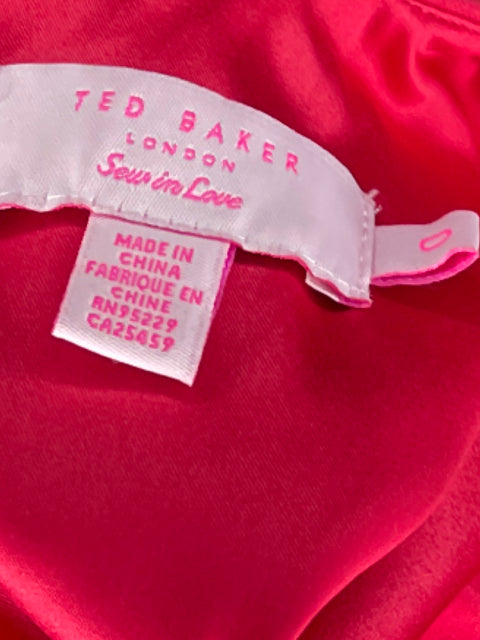 TED BAKER
LONDON
Sew in Love
0
MADE IN
CHINA
FABRIQUE EN
CHINE
RN95229
CA25459